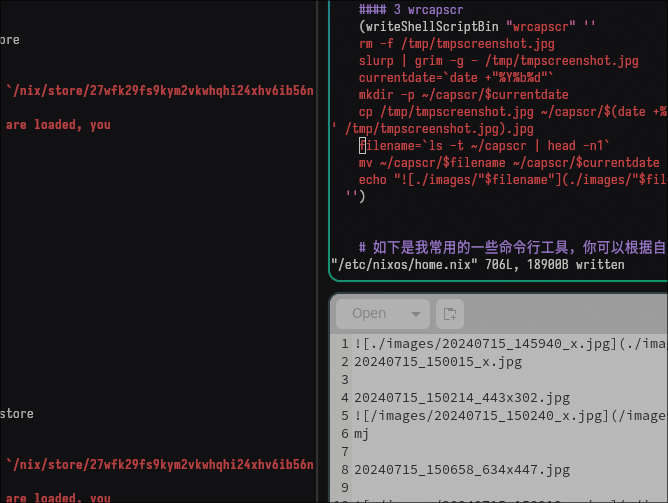 ore
`/nix/store/27wfk29fs9kym2vkwhqhi24xhv6ib56n
are loaded, you
store
`/nix/store/27wfk29fs9kym2vkwhqhi24xhv6ib56n
are loaded, you
#### 3 wrcapscr
(writeShellScriptBin "wrcapscr" ''
rm -f /tmp/tmpscreenshot.jpg
slurp | grim -g - /tmp/tmpscreenshot.jpg
currentdate=`date +"%Y%b%d"`
mkdir -p ~/capscr/$currentdate
cp /tmp/tmpscreenshot.jpg ~/capscr/$(date +%
' /tmp/tmpscreenshot.jpg).jpg
filename=`ls -t ~/capscr | head -n1`
mv ~/capscr/$filename ~/capscr/$currentdate
echo "![./images/"$filename"](./images/"$fil
'')
# 如下是我常用的一些命令行工具，你可以根据自
"/etc/nixos/home.nix" 706L, 18900B written
Open
1 ![./images/20240715_145940_x.jpg](./ima
2 20240715_150015_x.jpg
3
4 20240715_150214_443x302.jpg
5 ![/images/20240715_150240_x.jpg](/image
6 mj
7
8 20240715_150658_634x447.jpg
9